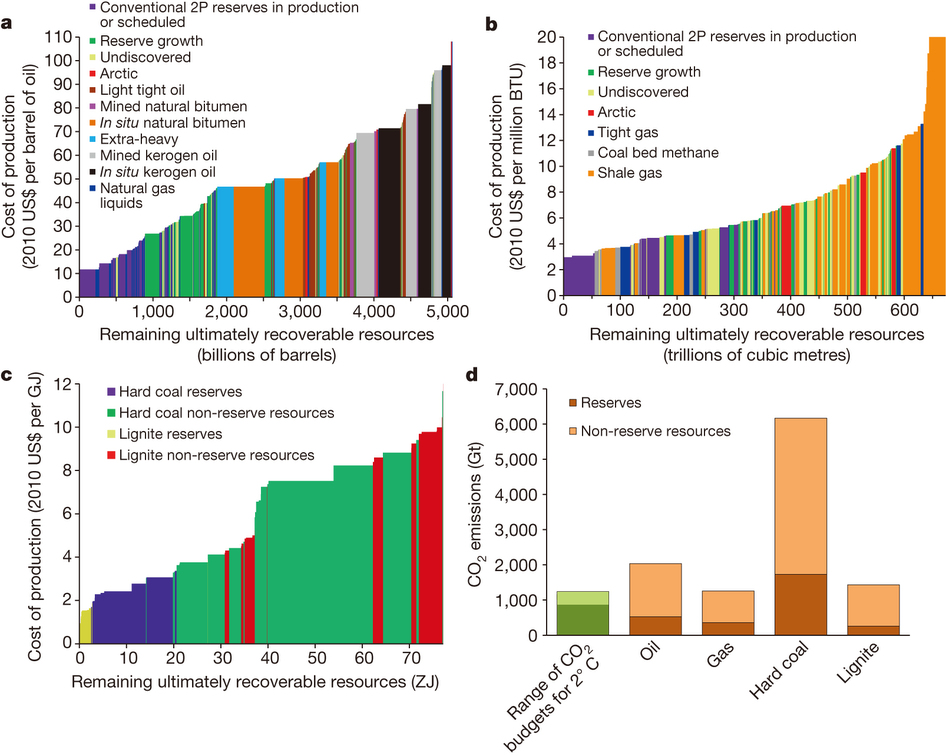 a
Conventional 2P reserves in production
or scheduled
Reserve growth
Undiscovered
Arctic
Light tight oil
Mined natural bitumen
In situ natural bitumen
Extra-heavy
Mined kerogen oil
In situ kerogen oil
Natural gas
liquids
Cost of production
(2010 US$ per barrel of oil)
110
100
90
80
70
60
50
40
30
20
10
0
0 1,000 2,000 3,000 4,000 5,000
Remaining ultimately recoverable resources
(billions of barrels)
b
Conventional 2P reserves in production
or scheduled
Reserve growth
Undiscovered
Arctic
Tight gas
Coal bed methane
Shale gas
Cost of production
(2010 US$ per million BTU)
20
18
16
14
12
10
8
6
4
2
0
0 100 200 300 400 500 600
Remaining ultimately recoverable resources
(trillions of cubic metres)
c
Hard coal reserves
Hard coal non-reserve resources
Lignite reserves
Lignite non-reserve resources
Cost of production (2010 US$ per GJ)
12
10
8
6
4
2
0
0 10 20 30 40 50 60 70
Remaining ultimately recoverable resources (ZJ)
d
Reserves
Non-reserve resources
CO2 emissions (Gt)
7,000
6,000
5,000
4,000
3,000
2,000
1,000
0
Range of CO2
budgets for 2° C
Oil
Gas
Hard coal
Lignite